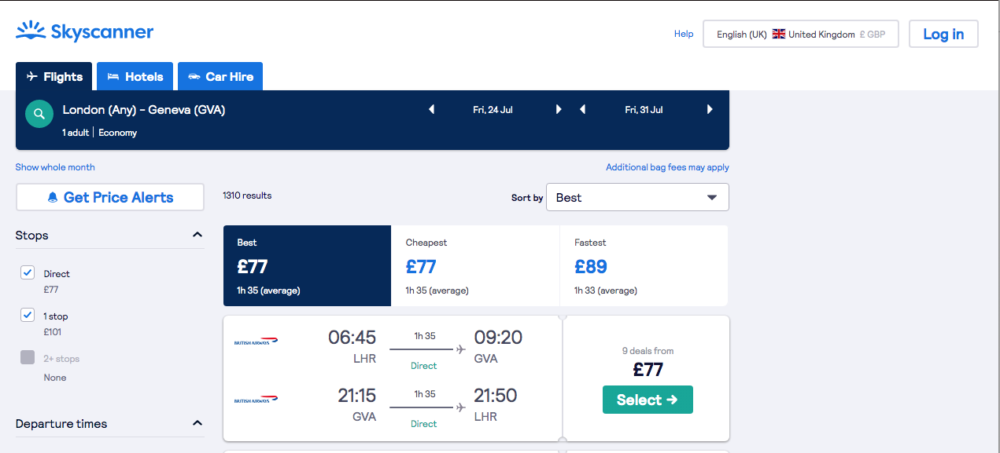 Skyscanner
Help
English (UK) United Kingdom £ GBP
Log in
Flights
Hotels
Car Hire
London (Any) – Geneva (GVA)
1 adult | Economy
Fri, 24 Jul
Fri, 31 Jul
Show whole month
Additional bag fees may apply
Get Price Alerts
1310 results
Sort by
Best
Stops
Direct
£77
1 stop
£101
2+ stops
None
Departure times
Best
£77
1h 35 (average)
Cheapest
£77
1h 35 (average)
Fastest
£89
1h 33 (average)
BRITISH AIRWAYS
06:45
LHR
1h 35
Direct
09:20
GVA
BRITISH AIRWAYS
21:15
GVA
1h 35
Direct
21:50
LHR
9 deals from
£77
Select →